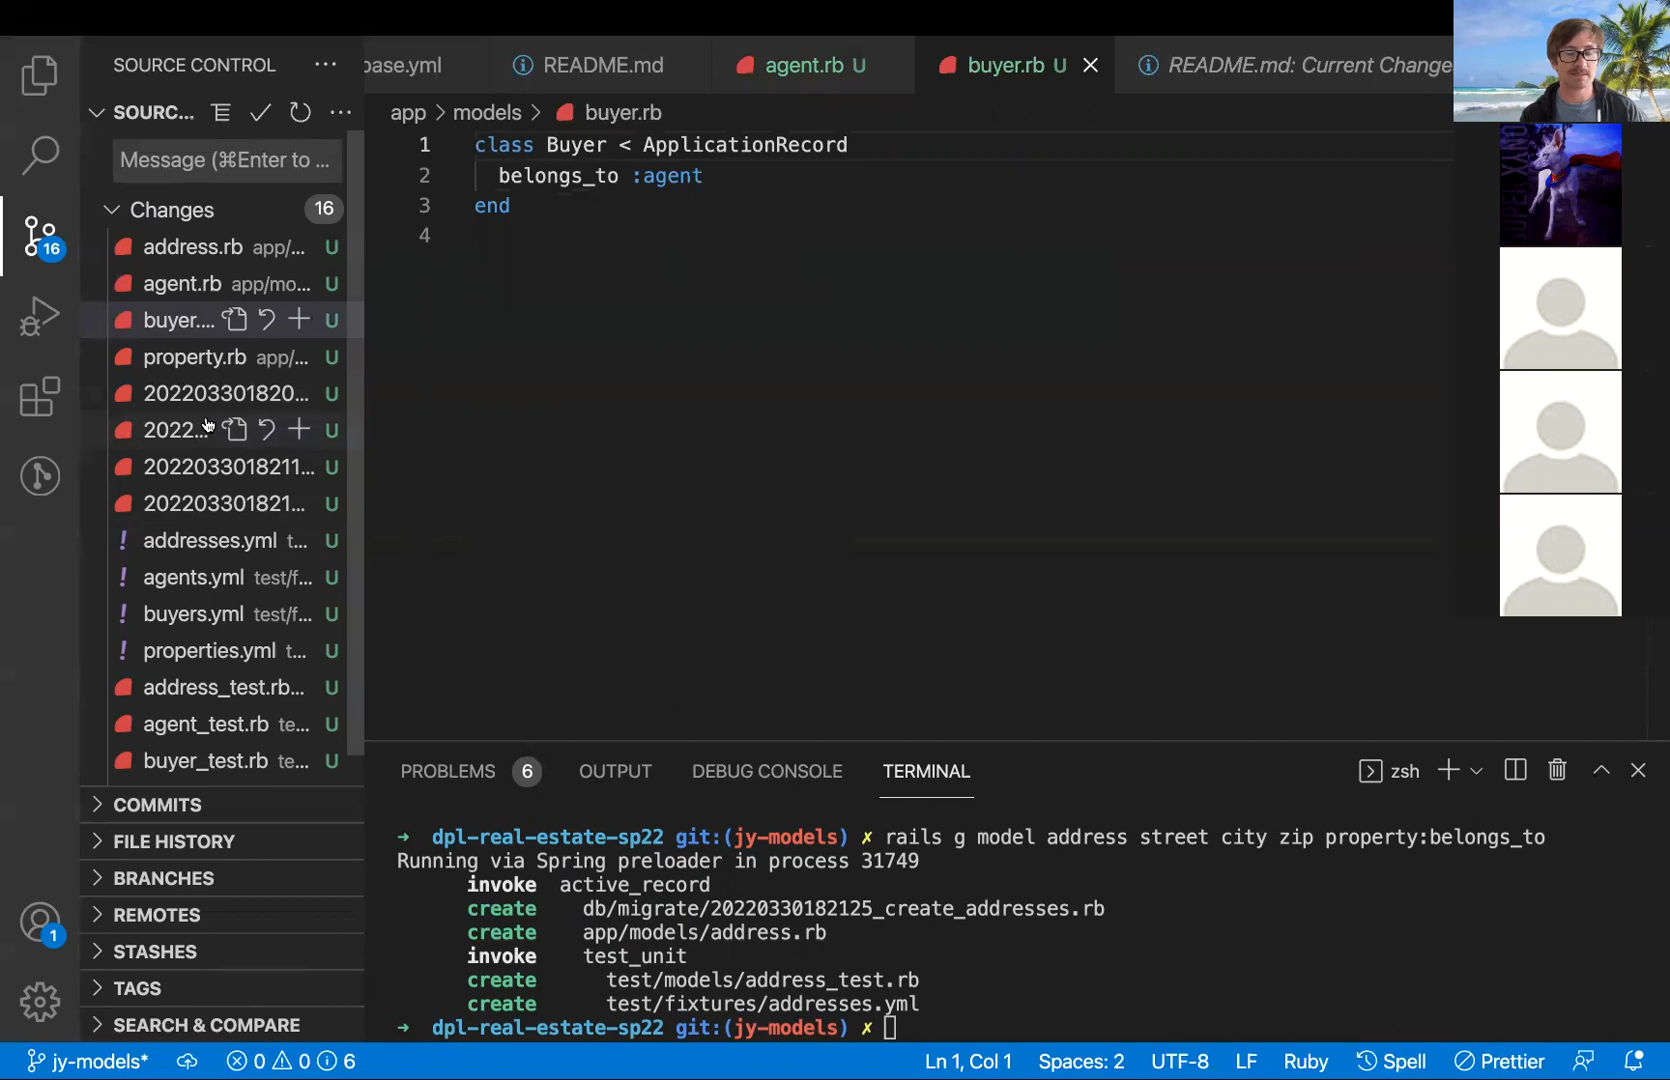 SOURCE CONTROL ...
base.yml
README.md
agent.rb U
buyer.rb U
README.md: Current Change
SOURC...
app > models > buyer.rb
Message (⌘Enter to ...
Changes 16
16
address.rb app/... U
agent.rb app/mo... U
buyer.... U
property.rb app/... U
202203301820... U
2022... U
2022033018211... U
202203301821... U
addresses.yml t... U
agents.yml test/f... U
buyers.yml test/f... U
properties.yml t... U
address_test.rb... U
agent_test.rb te... U
buyer_test.rb te... U
COMMITS
FILE HISTORY
BRANCHES
REMOTES
STASHES
TAGS
SEARCH & COMPARE
1
1 class Buyer < ApplicationRecord
2 belongs_to :agent
3 end
4
PROBLEMS 6 OUTPUT DEBUG CONSOLE TERMINAL
zsh
➜ dpl-real-estate-sp22 git:(jy-models) ✗ rails g model address street city zip property:belongs_to
Running via Spring preloader in process 31749
invoke active_record
create db/migrate/20220330182125_create_addresses.rb
create app/models/address.rb
invoke test_unit
create test/models/address_test.rb
create test/fixtures/addresses.yml
➜ dpl-real-estate-sp22 git:(jy-models) ✗
jy-models* 0 0 6
Ln 1, Col 1 Spaces: 2 UTF-8 LF Ruby Spell Prettier